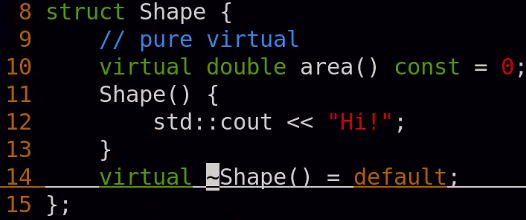 8 struct Shape {
9     // pure virtual
10     virtual double area() const = 0;
11     Shape() {
12         std::cout << "Hi!";
13     }
14     virtual ~Shape() = default;
15 };